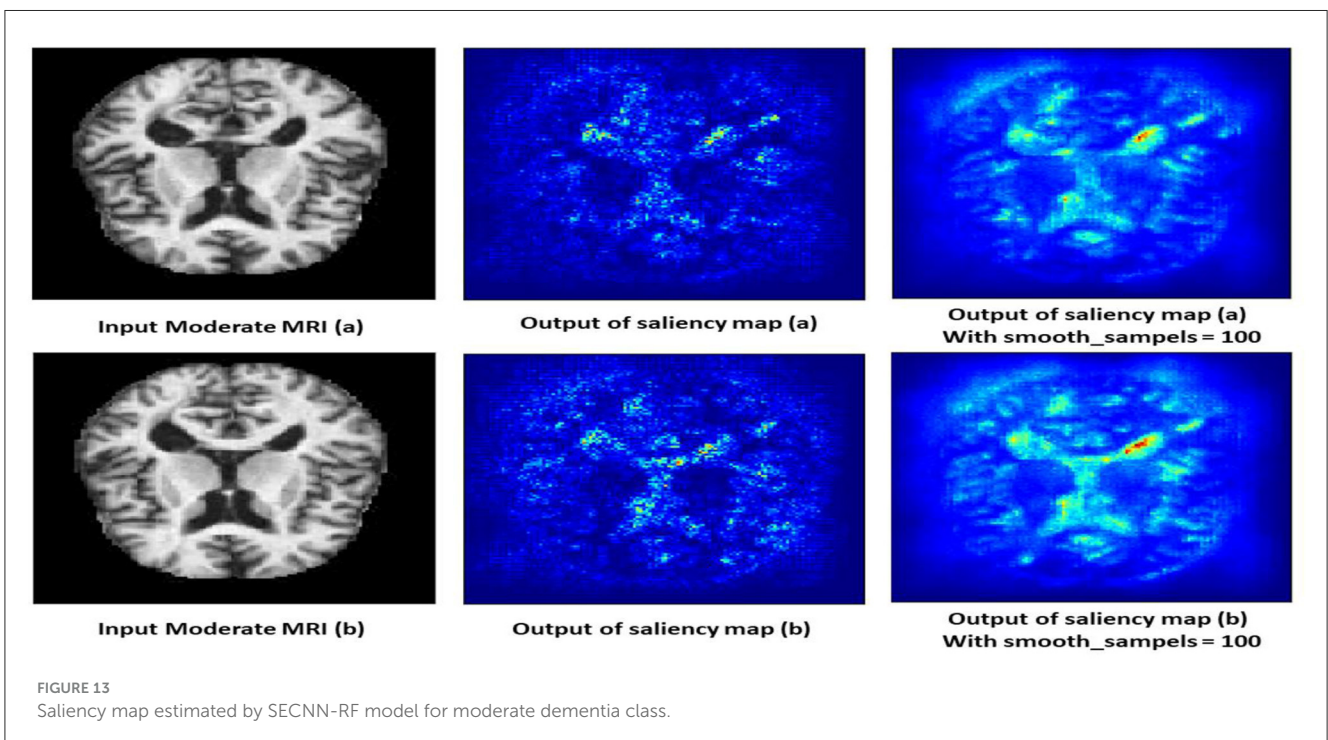 Input Moderate MRI (a)
Output of saliency map (a)
Output of saliency map (a)
With smooth_sampels = 100
Input Moderate MRI (b)
Output of saliency map (b)
Output of saliency map (b)
With smooth_sampels = 100
FIGURE 13
Saliency map estimated by SECNN-RF model for moderate dementia class.